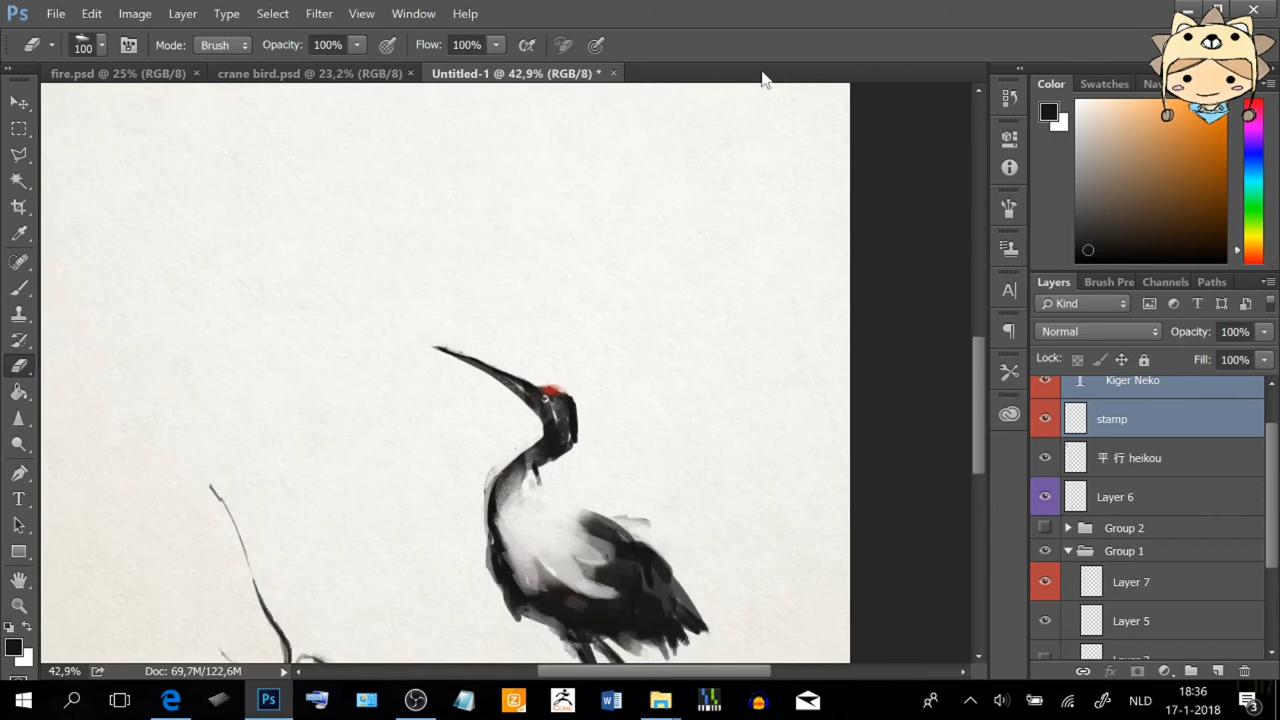 Ps File Edit Image Layer Type Select Filter View Window Help
100 Mode: Brush Opacity: 100% Flow: 100%
fire.psd @ 25% (RGB/8) × crane bird.psd @ 23,2% (RGB/8) × Untitled-1 @ 42,9% (RGB/8) * ×
Color Swatches
Layers Brush Pre Channels Paths
Kind
Normal Opacity: 100%
Lock: Fill: 100%
Kiger Neko
stamp
平 行 heikou
Layer 6
Group 2
Group 1
Layer 7
Layer 5
42,9% Doc: 69,7M/122,6M
Ps NLD 18:36
17-1-2018 3